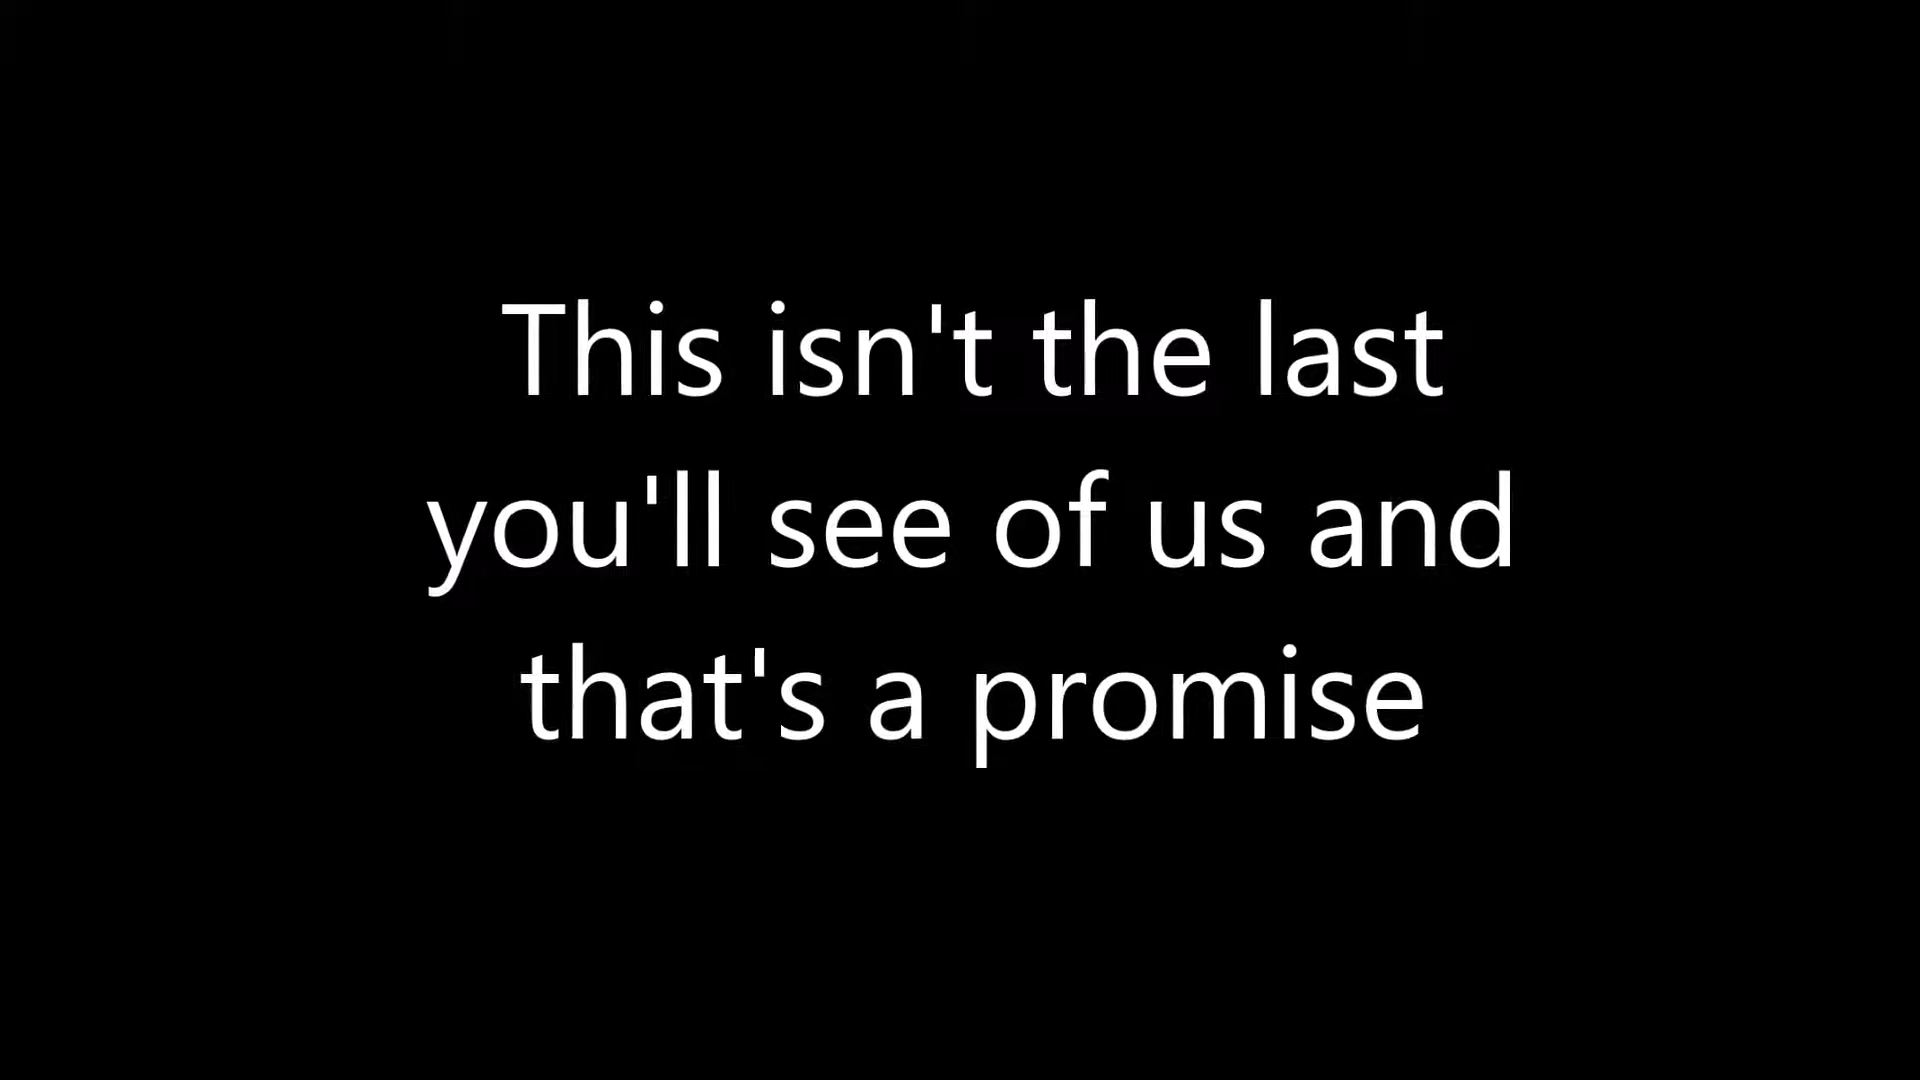 This isn't the last
you'll see of us and
that's a promise